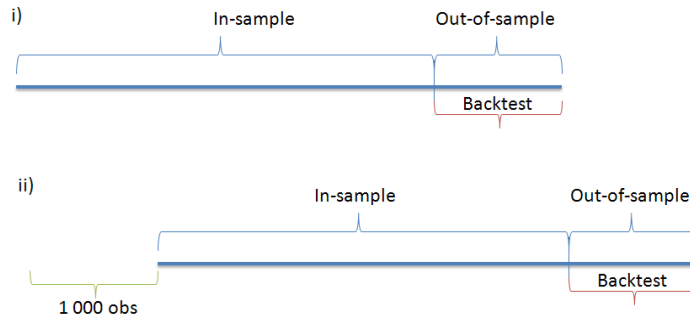 i)
In-sample
Out-of-sample
Backtest
ii)
In-sample
Out-of-sample
Backtest
1 000 obs